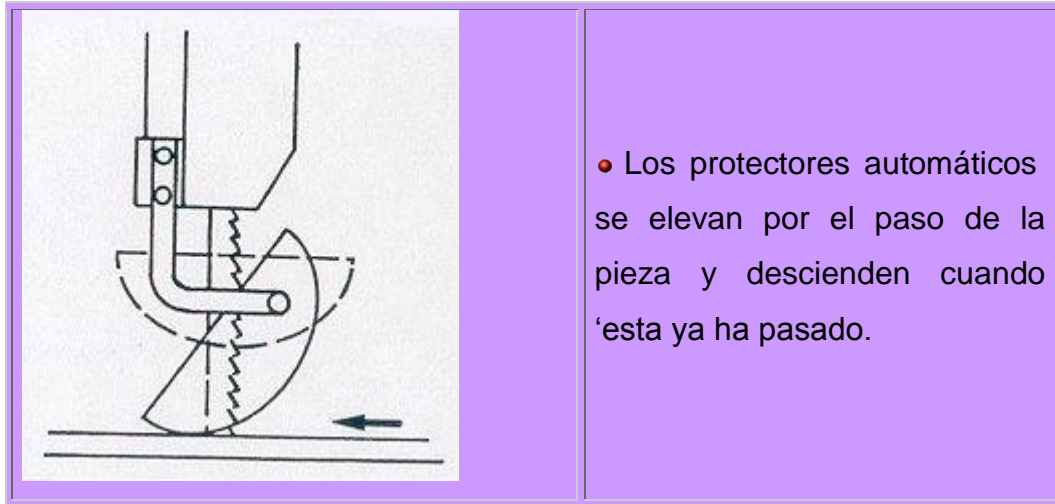 Los protectores automáticos
se elevan por el paso de la
pieza y descienden cuando
‘esta ya ha pasado.